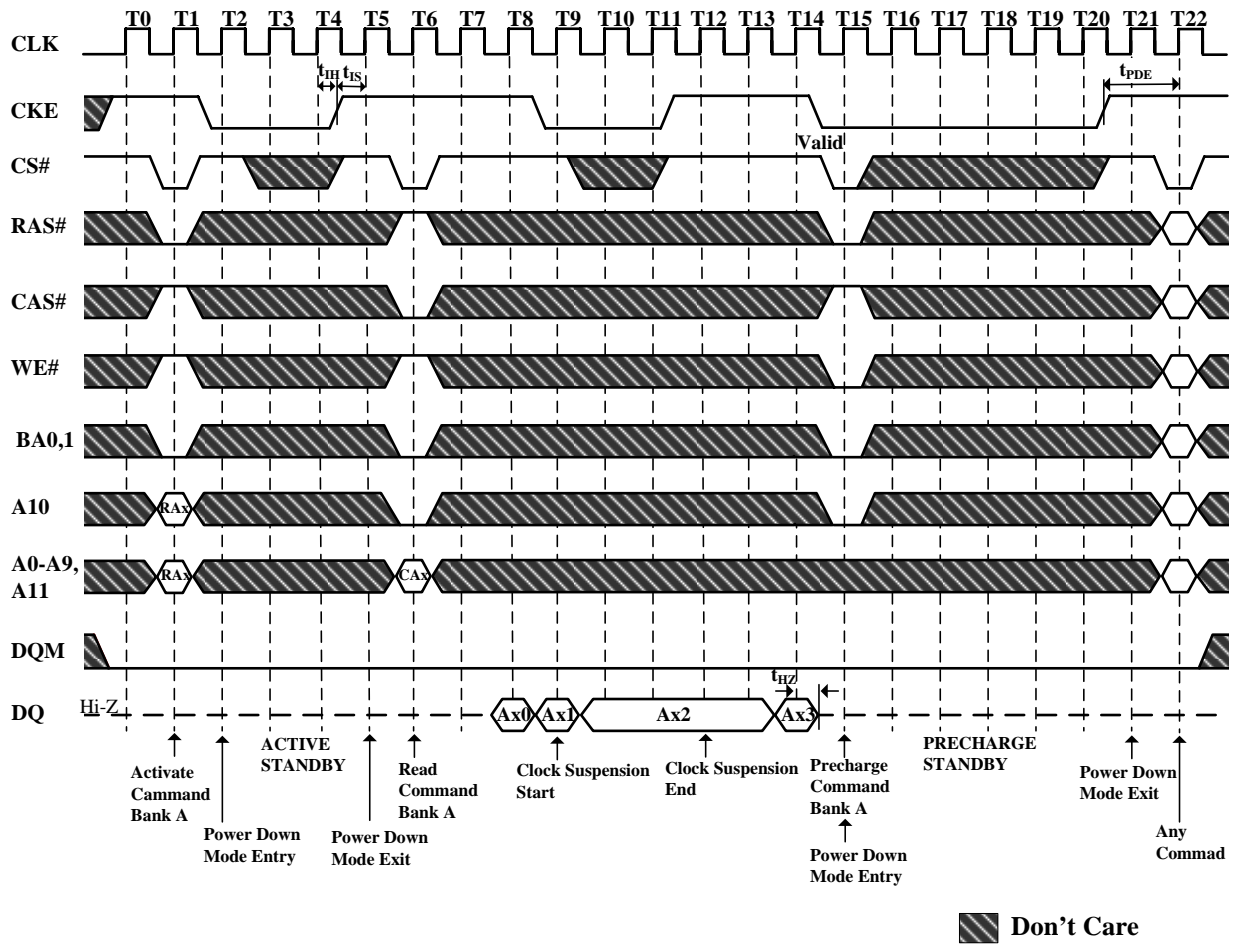 T0 T1 T2 T3 T4 T5 T6 T7 T8 T9 T10 T11 T12 T13 T14 T15 T16 T17 T18 T19 T20 T21 T22
CLK
tIH tIS
tPDE
CKE
Valid
CS#
RAS#
CAS#
WE#
BA0,1
A10
RAx
A0-A9,
A11
RAx
CAx
DQM
tHZ
DQ
Hi-Z
Ax0 Ax1 Ax2 Ax3
Activate
Cammand
Bank A
Power Down
Mode Entry
ACTIVE
STANDBY
Power Down
Mode Exit
Read
Command
Bank A
Clock Suspension
Start
Clock Suspension
End
Precharge
Command
Bank A
Power Down
Mode Entry
PRECHARGE
STANDBY
Power Down
Mode Exit
Any
Commad
Don't Care